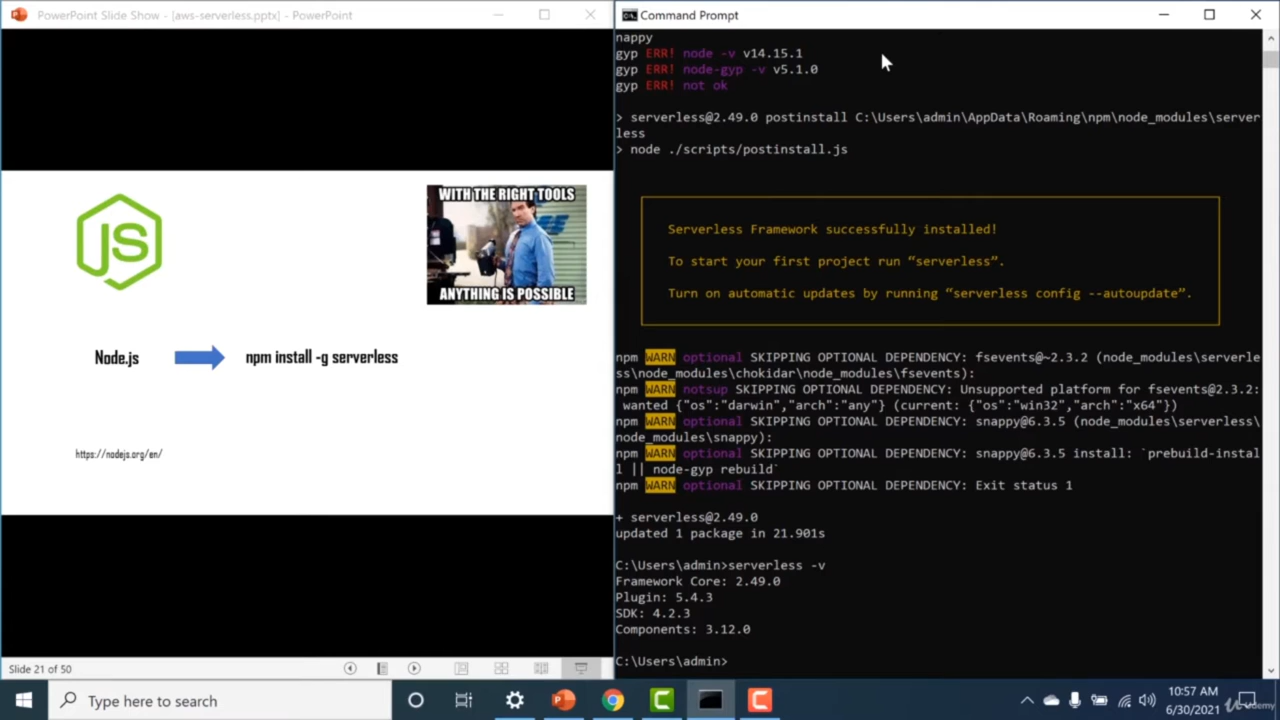 PowerPoint Slide Show - [aws-serverless.pptx] - PowerPoint
JS
WITH THE RIGHT TOOLS
ANYTHING IS POSSIBLE
Node.js
npm install -g serverless
https://nodejs.org/en/
Slide 21 of 50
Command Prompt
nappy
gyp ERR! node -v v14.15.1
gyp ERR! node-gyp -v v5.1.0
gyp ERR! not ok
> serverless@2.49.0 postinstall C:\Users\admin\AppData\Roaming\npm\node_modules\server
less
> node ./scripts/postinstall.js
Serverless Framework successfully installed!
To start your first project run “serverless”.
Turn on automatic updates by running “serverless config --autoupdate”.
npm WARN optional SKIPPING OPTIONAL DEPENDENCY: fsevents@~2.3.2 (node_modules\serverle
ss\node_modules\chokidar\node_modules\fsevents):
npm WARN notsup SKIPPING OPTIONAL DEPENDENCY: Unsupported platform for fsevents@2.3.2:
wanted {"os":"darwin","arch":"any"} (current: {"os":"win32","arch":"x64"})
npm WARN optional SKIPPING OPTIONAL DEPENDENCY: snappy@6.3.5 (node_modules\serverless\
node_modules\snappy):
npm WARN optional SKIPPING OPTIONAL DEPENDENCY: snappy@6.3.5 install: `prebuild-instal
l || node-gyp rebuild`
npm WARN optional SKIPPING OPTIONAL DEPENDENCY: Exit status 1
+ serverless@2.49.0
updated 1 package in 21.901s
C:\Users\admin>serverless -v
Framework Core: 2.49.0
Plugin: 5.4.3
SDK: 4.2.3
Components: 3.12.0
C:\Users\admin>
Type here to search
10:57 AM
6/30/2021
Udemy